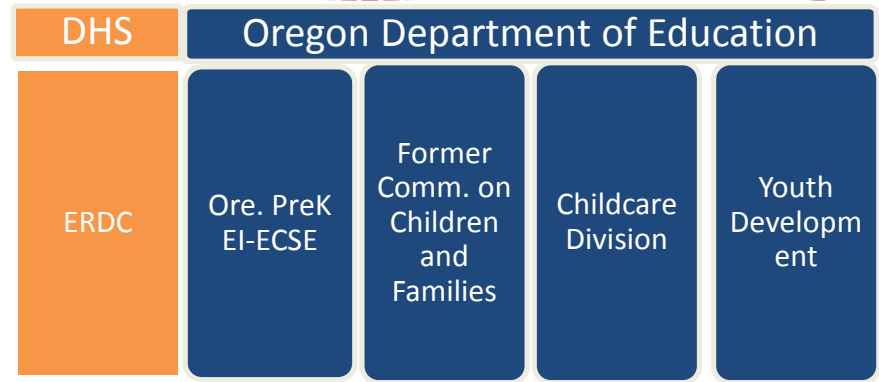 DHS
Oregon Department of Education
ERDC
Ore. PreK
EI-ECSE
Former
Comm. on
Children
and
Families
Childcare
Division
Youth
Developm
ent